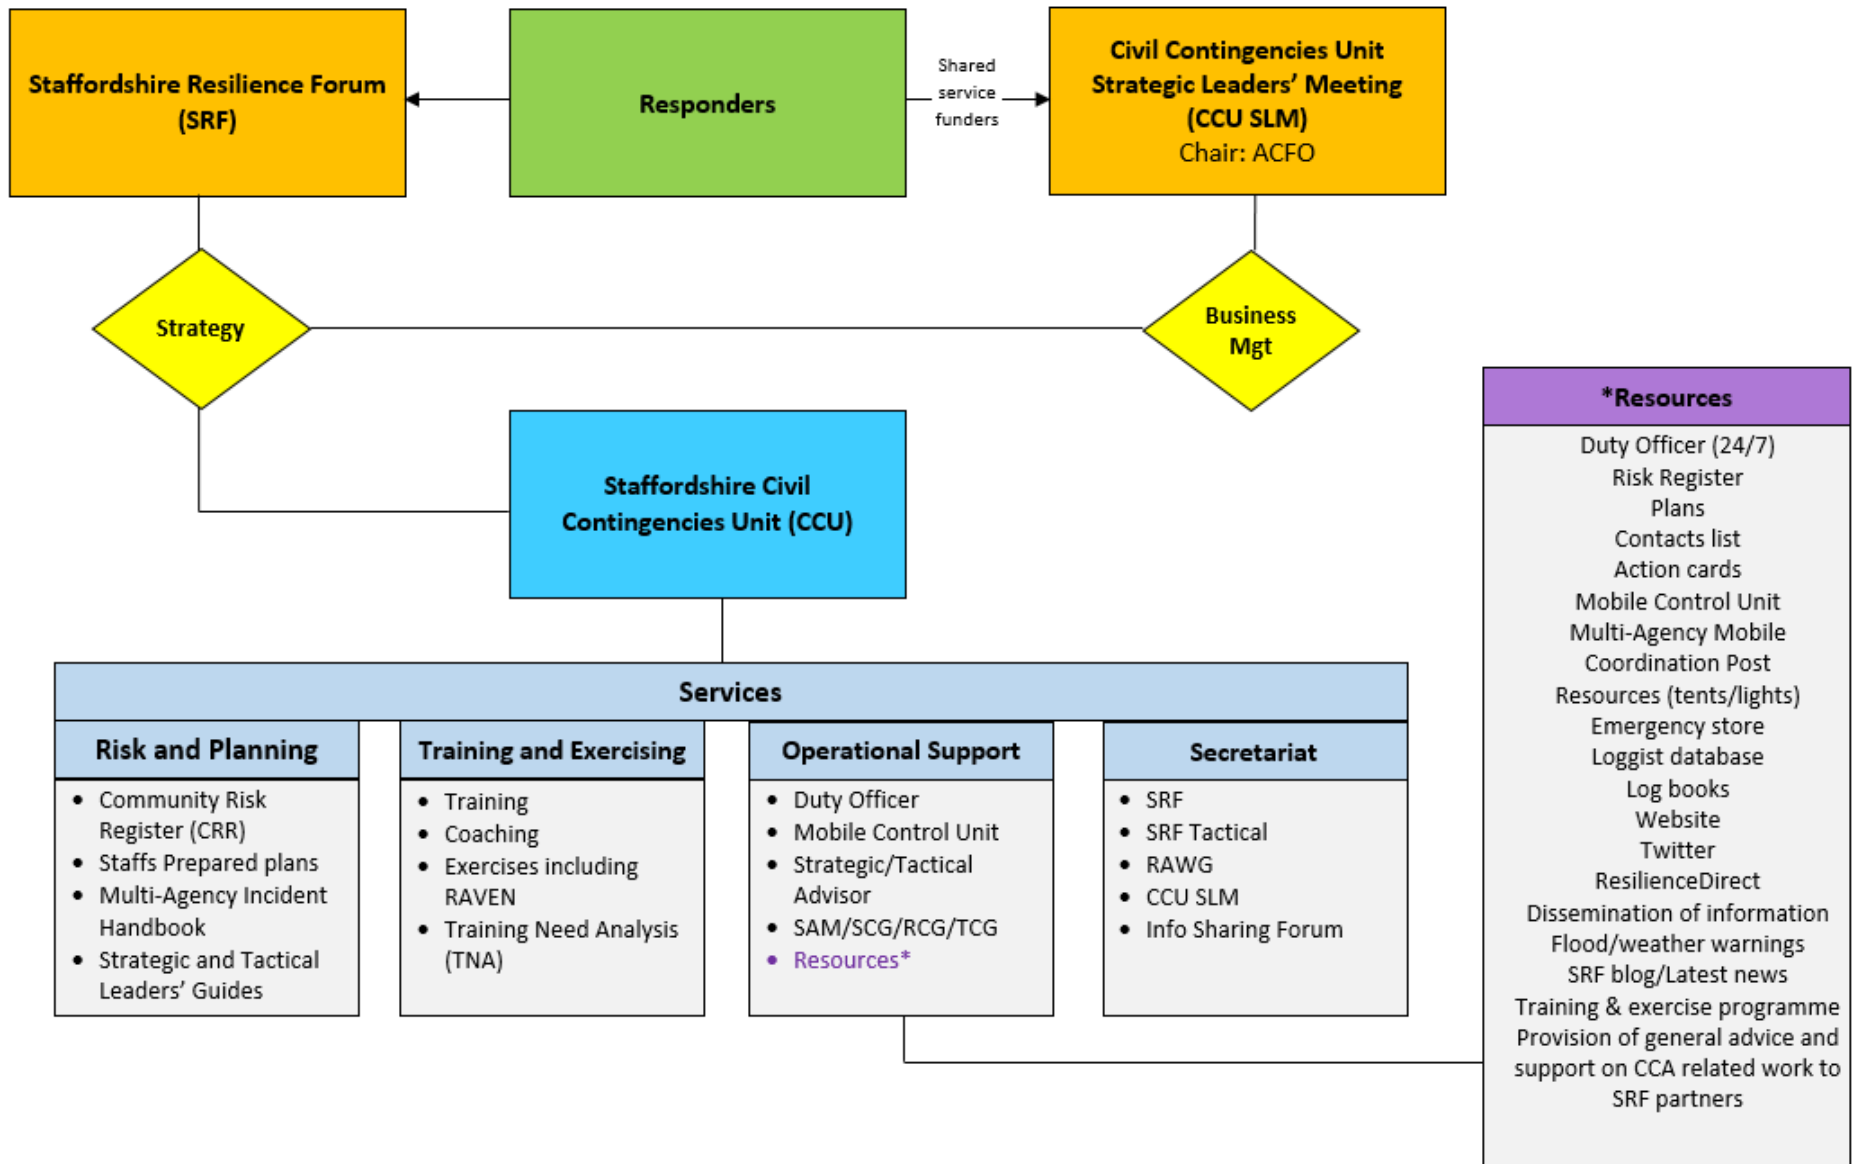 Staffordshire Resilience Forum
(SRF)
Responders
Shared
service
funders
Civil Contingencies Unit
Strategic Leaders’ Meeting
(CCU SLM)
Chair: ACFO
Strategy
Business
Mgt
Staffordshire Civil
Contingencies Unit (CCU)
Services
Risk and Planning
• Community Risk
Register (CRR)
• Staffs Prepared plans
• Multi-Agency Incident
Handbook
• Strategic and Tactical
Leaders’ Guides
Training and Exercising
• Training
• Coaching
• Exercises including
RAVEN
• Training Need Analysis
(TNA)
Operational Support
• Duty Officer
• Mobile Control Unit
• Strategic/Tactical
Advisor
• SAM/SCG/RCG/TCG
• Resources*
Secretariat
• SRF
• SRF Tactical
• RAWG
• CCU SLM
• Info Sharing Forum
*Resources
Duty Officer (24/7)
Risk Register
Plans
Contacts list
Action cards
Mobile Control Unit
Multi-Agency Mobile
Coordination Post
Resources (tents/lights)
Emergency store
Loggist database
Log books
Website
Twitter
ResilienceDirect
Dissemination of information
Flood/weather warnings
SRF blog/Latest news
Training & exercise programme
Provision of general advice and
support on CCA related work to
SRF partners